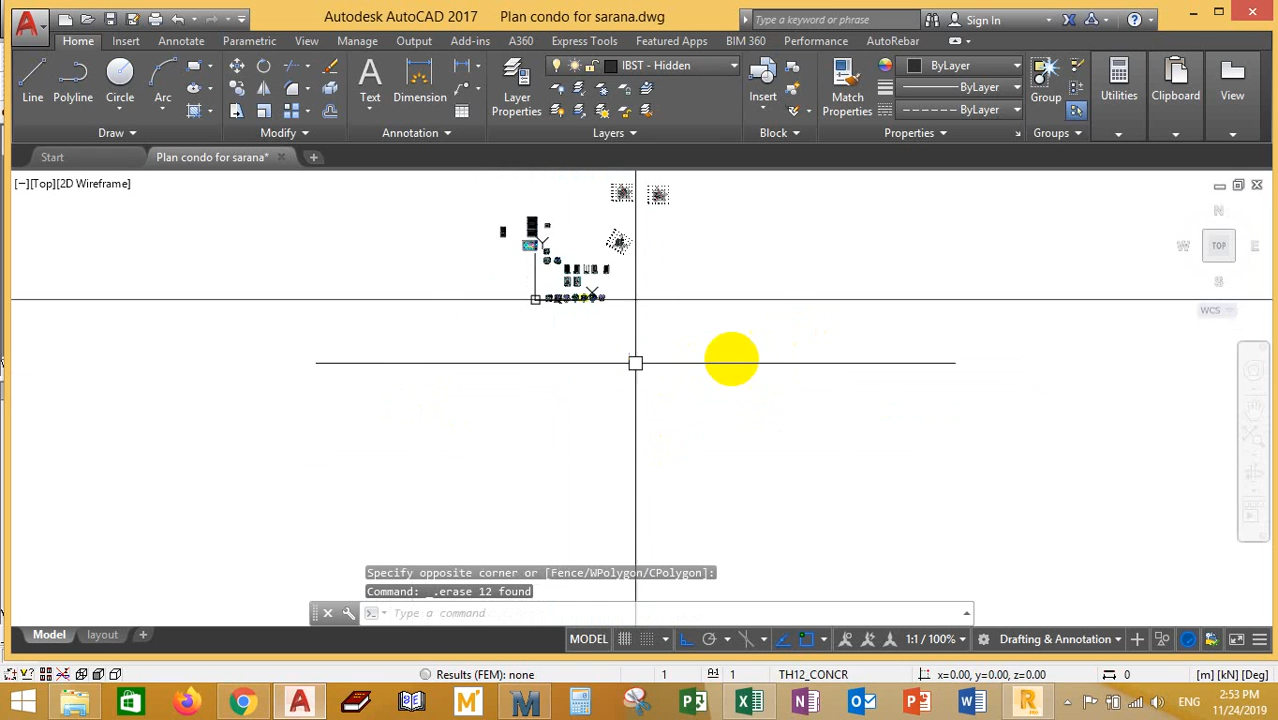 Autodesk AutoCAD 2017 Plan condo for sarana.dwg
Type a keyword or phrase
Sign In
Home Insert Annotate Parametric View Manage Output Add-ins A360 Express Tools Featured Apps BIM 360 Performance AutoRebar
IBST - Hidden
ByLayer
ByLayer
ByLayer
Line Polyline Circle Arc
Text Dimension
Layer Properties
Insert
Match Properties
Group
Utilities
Clipboard
View
Draw Modify Annotation Layers Block Properties Groups
Start
Plan condo for sarana*
[−][Top][2D Wireframe]
N
W TOP E
S
WCS
Y
X
Specify opposite corner or [Fence/WPolygon/CPolygon]:
Command: _.erase 12 found
Type a command
Model layout
MODEL 1:1 / 100% Drafting & Annotation
Results (FEM): none 1 1 TH12_CONCR x=0.00, y=0.00, z=0.00 0 [m] [kN] [Deg]
ENG
2:53 PM
11/24/2019